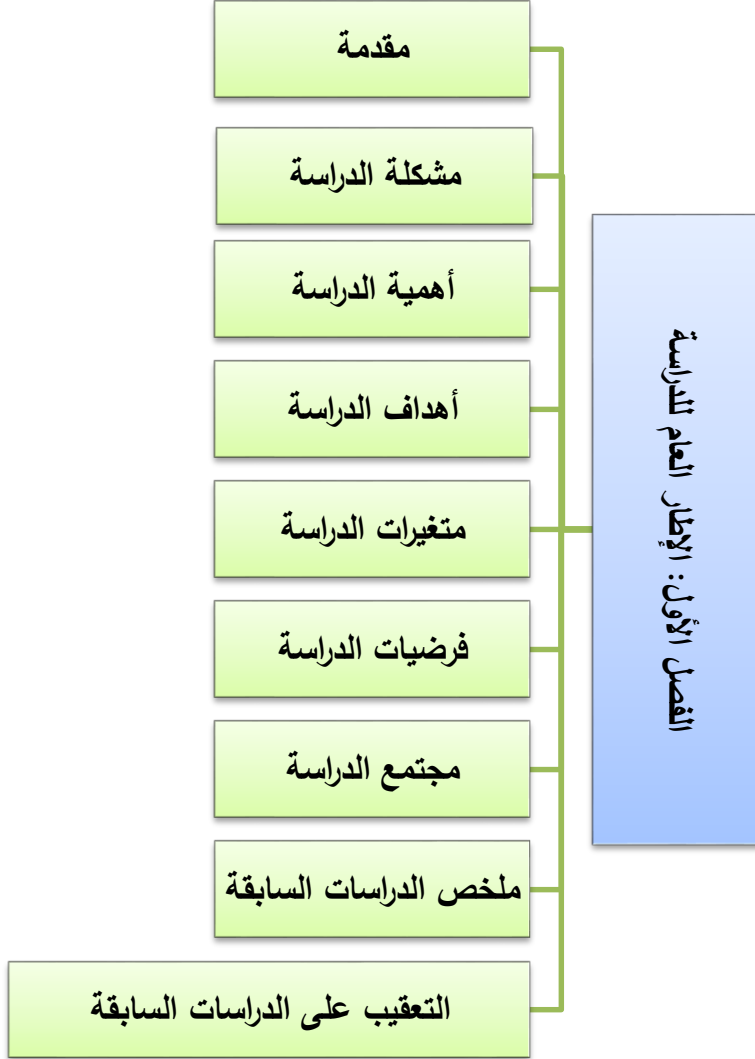 الفصل الأول: الإطار العام للدراسة
مقدمة
مشكلة الدراسة
أهمية الدراسة
أهداف الدراسة
متغيرات الدراسة
فرضيات الدراسة
مجتمع الدراسة
ملخص الدراسات السابقة
التعقيب على الدراسات السابقة